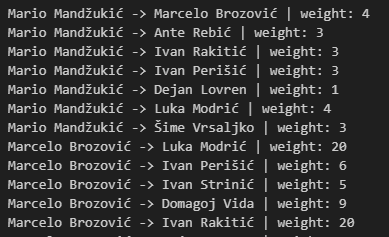 Mario Mandžukić -> Marcelo Brozović | weight: 4
Mario Mandžukić -> Ante Rebić | weight: 3
Mario Mandžukić -> Ivan Rakitić | weight: 3
Mario Mandžukić -> Ivan Perišić | weight: 3
Mario Mandžukić -> Dejan Lovren | weight: 1
Mario Mandžukić -> Luka Modrić | weight: 4
Mario Mandžukić -> Šime Vrsaljko | weight: 3
Marcelo Brozović -> Luka Modrić | weight: 20
Marcelo Brozović -> Ivan Perišić | weight: 6
Marcelo Brozović -> Ivan Strinić | weight: 5
Marcelo Brozović -> Domagoj Vida | weight: 9
Marcelo Brozović -> Ivan Rakitić | weight: 20